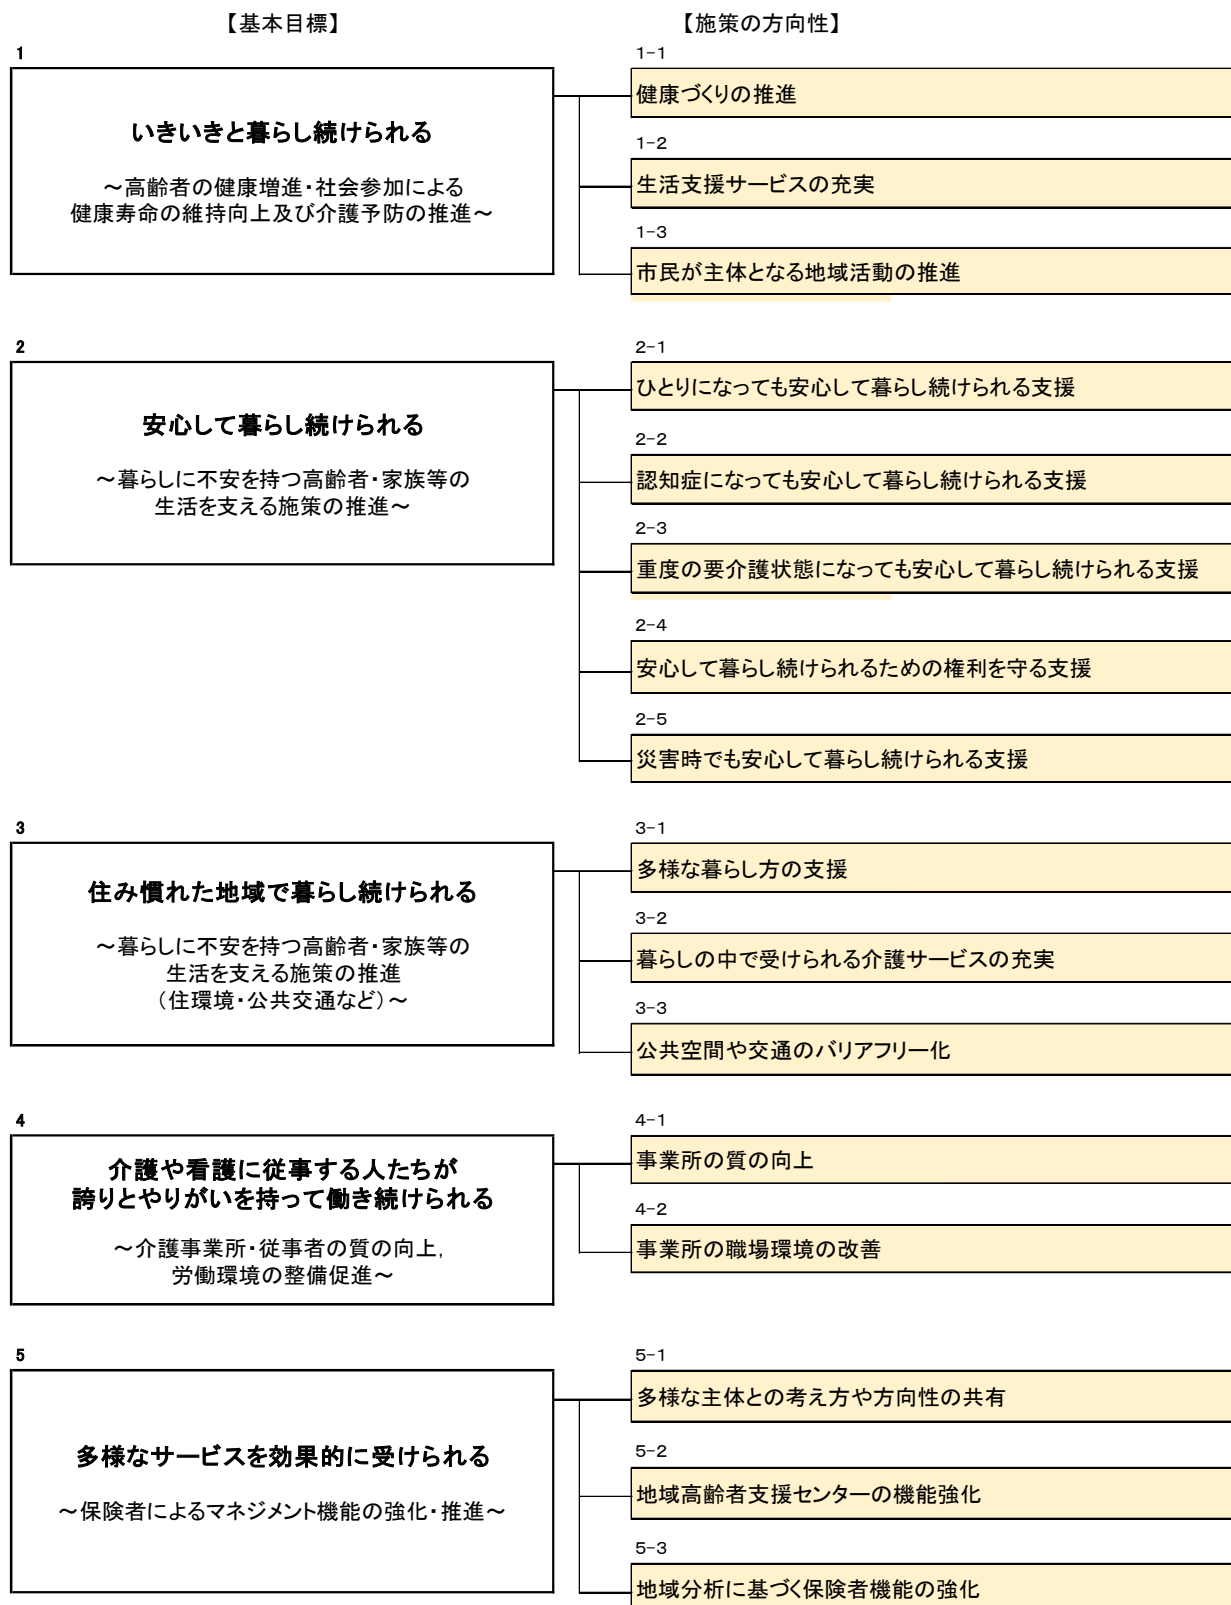 【基本目標】
【施策の方向性】
1
いきいきと暮らし続けられる
～高齢者の健康増進・社会参加による
健康寿命の維持向上及び介護予防の推進～
1-1
健康づくりの推進
1-2
生活支援サービスの充実
1-3
市民が主体となる地域活動の推進
2
安心して暮らし続けられる
～暮らしに不安を持つ高齢者・家族等の
生活を支える施策の推進～
2-1
ひとりになっても安心して暮らし続けられる支援
2-2
認知症になっても安心して暮らし続けられる支援
2-3
重度の要介護状態になっても安心して暮らし続けられる支援
2-4
安心して暮らし続けられるための権利を守る支援
2-5
災害時でも安心して暮らし続けられる支援
3
住み慣れた地域で暮らし続けられる
～暮らしに不安を持つ高齢者・家族等の
生活を支える施策の推進
（住環境・公共交通など）～
3-1
多様な暮らし方の支援
3-2
暮らしの中で受けられる介護サービスの充実
3-3
公共空間や交通のバリアフリー化
4
介護や看護に従事する人たちが
誇りとやりがいを持って働き続けられる
～介護事業所・従事者の質の向上，
労働環境の整備促進～
4-1
事業所の質の向上
4-2
事業所の職場環境の改善
5
多様なサービスを効果的に受けられる
～保険者によるマネジメント機能の強化・推進～
5-1
多様な主体との考え方や方向性の共有
5-2
地域高齢者支援センターの機能強化
5-3
地域分析に基づく保険者機能の強化